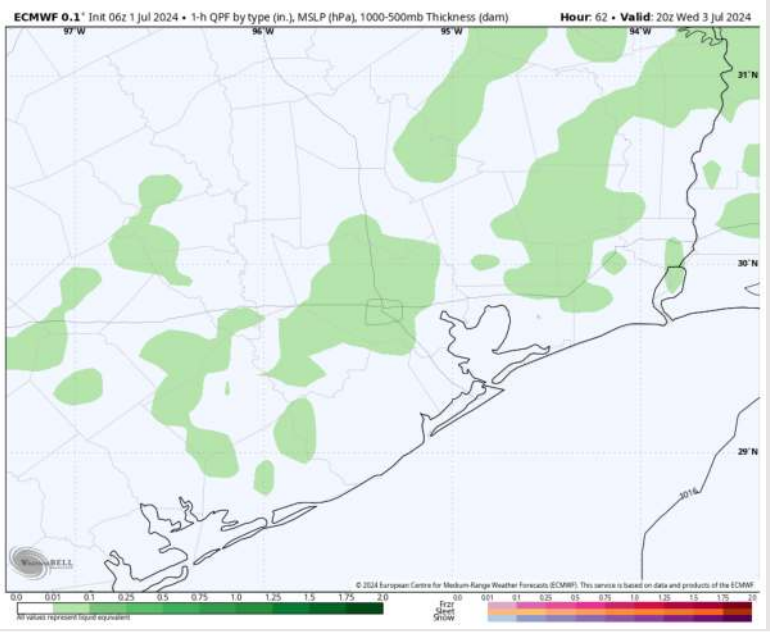 ECMWF 0.1° Init 06z 1 Jul 2024 • 1-h QPF by type (in.), MSLP (hPa), 1000-500mb Thickness (dam) Hour: 62 • Valid: 20z Wed 3 Jul 2024
97°W 96°W 95°W 94°W
31°N
30°N
29°N
1016
WeatherBELL
© 2024 European Centre for Medium-Range Weather Forecasts (ECMWF). This service is based on data and products of the ECMWF
0.0 0.01 0.1 0.25 0.5 0.75 1.0 1.25 1.5 1.75 2.0
All values represent liquid equivalent
0.0 0.01 0.1 0.25 0.5 0.75 1.0 1.25 1.5 1.75 2.0
Frzr
Sleet
Snow